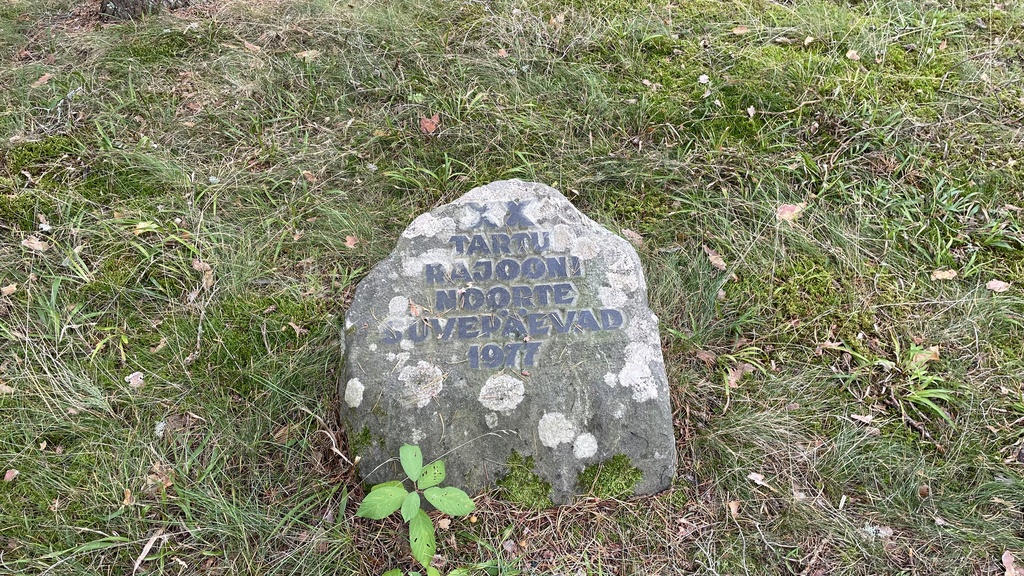 XX
TARTU
RAJOONI
NOORTE
SUVEPÄEVAD
1977